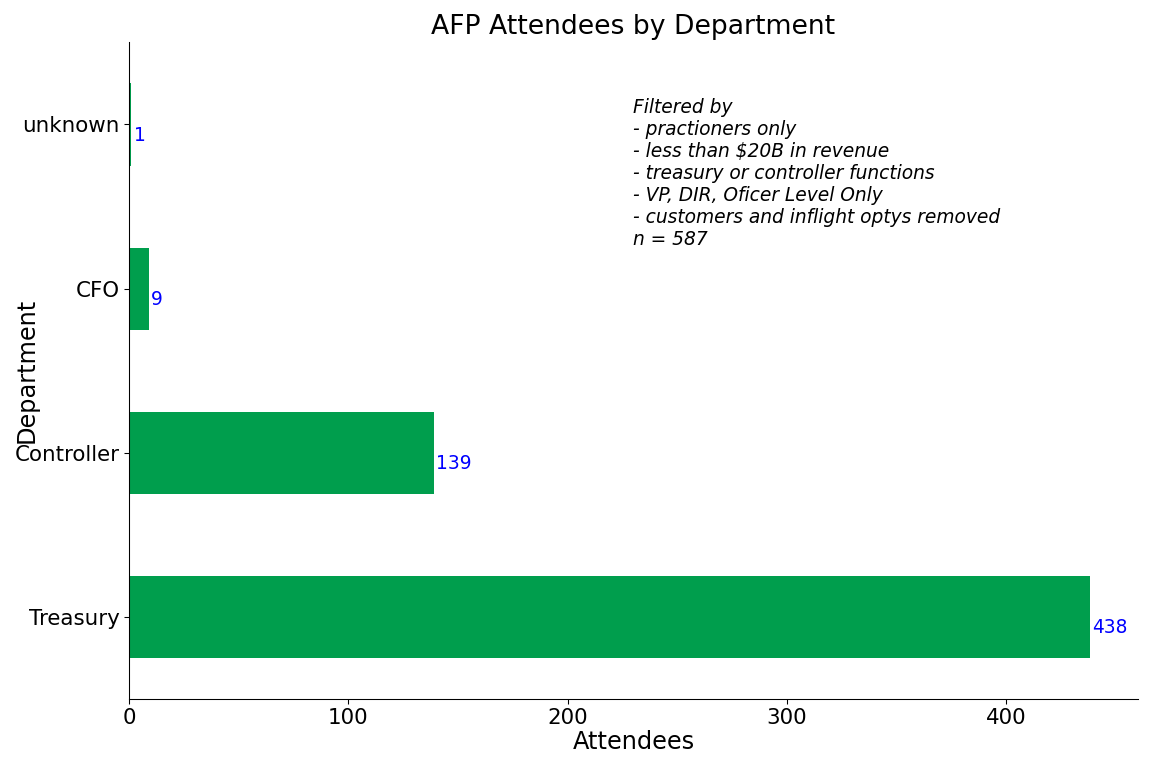 AFP Attendees by Department
Filtered by
- practioners only
- less than $20B in revenue
- treasury or controller functions
- VP, DIR, Oficer Level Only
- customers and inflight optys removed
n = 587
unknown
1
CFO
9
Department
Controller
139
Treasury
438
0 100 200 300 400
Attendees